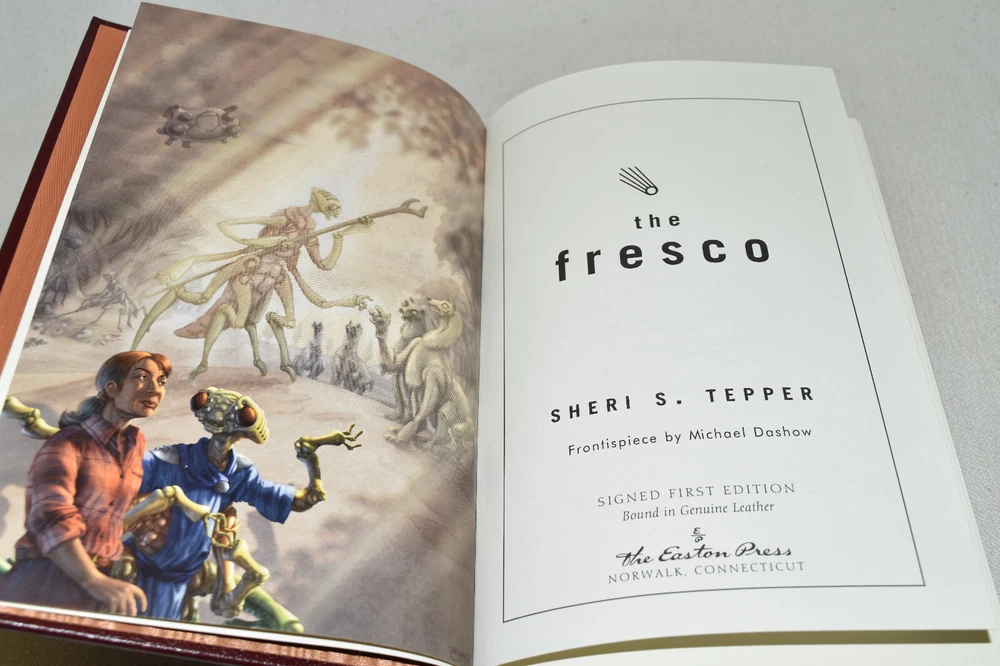 the
fresco
SHERI S. TEPPER
Frontispiece by Michael Dashow
SIGNED FIRST EDITION
Bound in Genuine Leather
The Easton Press
NORWALK, CONNECTICUT